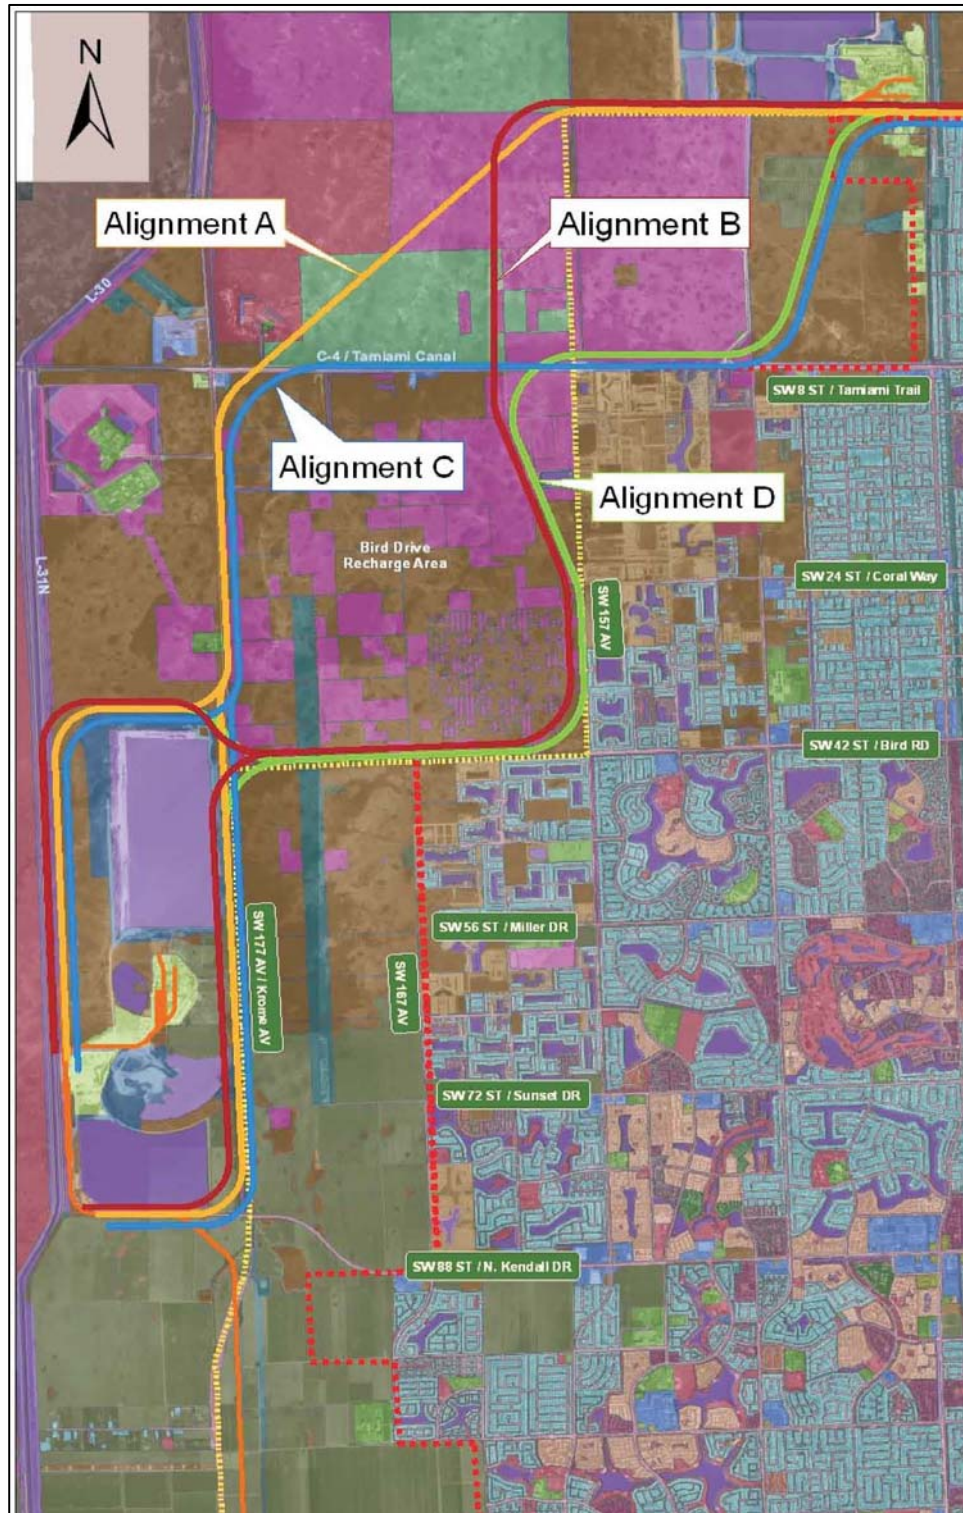 N
Alignment A
Alignment B
L-30
C-4 / Tamiami Canal
SW 8 ST / Tamiami Trail
Alignment C
Alignment D
Bird Drive
Recharge Area
L-31N
SW 24 ST / Coral Way
SW 157 AV
SW 42 ST / Bird RD
SW 177 AV / Krome AV
SW 167 AV
SW 56 ST / Miller DR
SW 72 ST / Sunset DR
SW 88 ST / N. Kendall DR